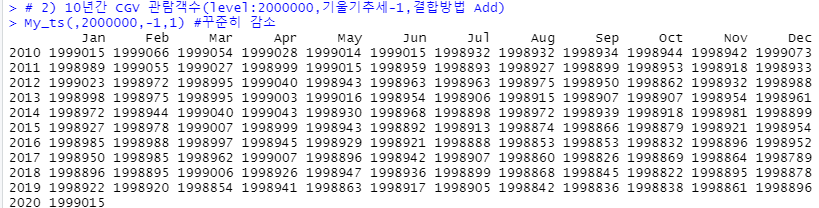 > # 2) 10년간 CGV 관람객수(level:2000000,기울기추세-1,결합방법 Add)
> My_ts(,2000000,-1,1) #꾸준히 감소
Jan Feb Mar Apr May Jun Jul Aug Sep Oct Nov Dec
2010 1999015 1999066 1999054 1999028 1999014 1999015 1998932 1998932 1998934 1998944 1998942 1999073
2011 1998989 1999055 1999027 1998999 1999015 1998959 1998893 1998927 1998899 1998953 1998918 1998933
2012 1999023 1998972 1998995 1999040 1998943 1998963 1998963 1998975 1998950 1998862 1998932 1998988
2013 1998998 1998975 1998995 1999003 1999016 1998954 1998906 1998915 1998907 1998907 1998954 1998961
2014 1998972 1998944 1999040 1999043 1998930 1998968 1998898 1998972 1998939 1998918 1998981 1998899
2015 1998927 1998978 1999007 1998999 1998943 1998892 1998913 1998874 1998866 1998879 1998921 1998954
2016 1998985 1998988 1998997 1998945 1998929 1998921 1998888 1998853 1998853 1998832 1998896 1998952
2017 1998950 1998985 1998962 1999007 1998896 1998942 1998907 1998860 1998826 1998869 1998864 1998789
2018 1998896 1998895 1999006 1998926 1998947 1998936 1998899 1998868 1998845 1998822 1998895 1998878
2019 1998922 1998920 1998854 1998941 1998863 1998917 1998905 1998842 1998836 1998838 1998861 1998896
2020 1999015